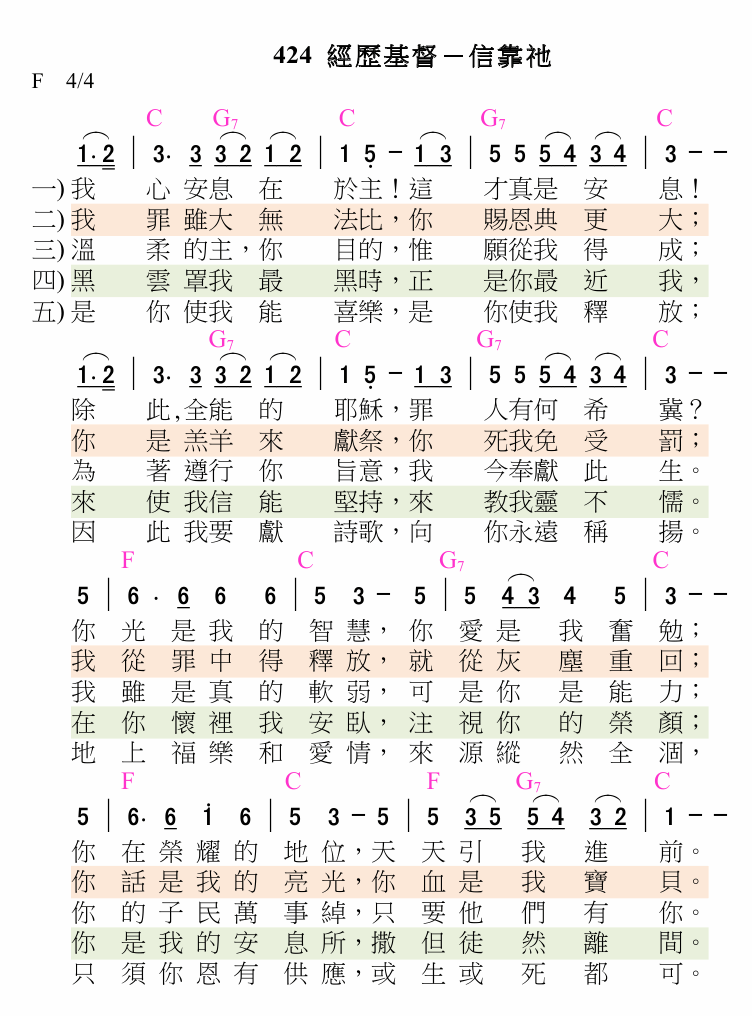 424 經歷基督－信靠祂
F 4/4
C G7 C G7 C
1· 2 | 3· 3 3 2 1 2 | 1 5̣ - 1 3 | 5 5 5 4 3 4 | 3 - -
一) 我 心 安息 在 於主！這 才真是 安 息！
二) 我 罪 雖大 無 法比，你 賜恩典 更 大；
三) 溫 柔 的主，你 目的，惟 願從我 得 成；
四) 黑 雲 罩我 最 黑時，正 是你最 近 我，
五) 是 你 使我 能 喜樂，是 你使我 釋 放；
G7 C G7 C
1· 2 | 3· 3 3 2 1 2 | 1 5̣ - 1 3 | 5 5 5 4 3 4 | 3 - -
除 此,全能 的 耶穌，罪 人有何 希 冀？
你 是 羔羊 來 獻祭，你 死我免 受 罰；
為 著 遵行 你 旨意，我 今奉獻 此 生。
來 使 我信 能 堅持，來 教我靈 不 懦。
因 此 我要 獻 詩歌，向 你永遠 稱 揚。
F C G7 C
5 | 6 · 6 6 6 | 5 3 - 5 | 5 4 3 4 5 | 3 - -
你 光 是 我 的 智 慧， 你 愛 是 我 奮 勉；
我 從 罪 中 得 釋 放， 就 從 灰 塵 重 回；
我 雖 是 真 的 軟 弱， 可 是 你 是 能 力；
在 你 懷 裡 我 安 臥， 注 視 你 的 榮 顏；
地 上 福 樂 和 愛 情， 來 源 縱 然 全 涸，
F C F G7 C
5 | 6· 6 1̇ 6 | 5 3 - 5 | 5 3 5 5 4 3 2 | 1 - -
你 在 榮 耀 的 地 位，天 天 引 我 進 前。
你 話 是 我 的 亮 光，你 血 是 我 寶 貝。
你 的 子 民 萬 事 綽，只 要 他 們 有 你。
你 是 我 的 安 息 所，撒 但 徒 然 離 間。
只 須 你 恩 有 供 應，或 生 或 死 都 可。